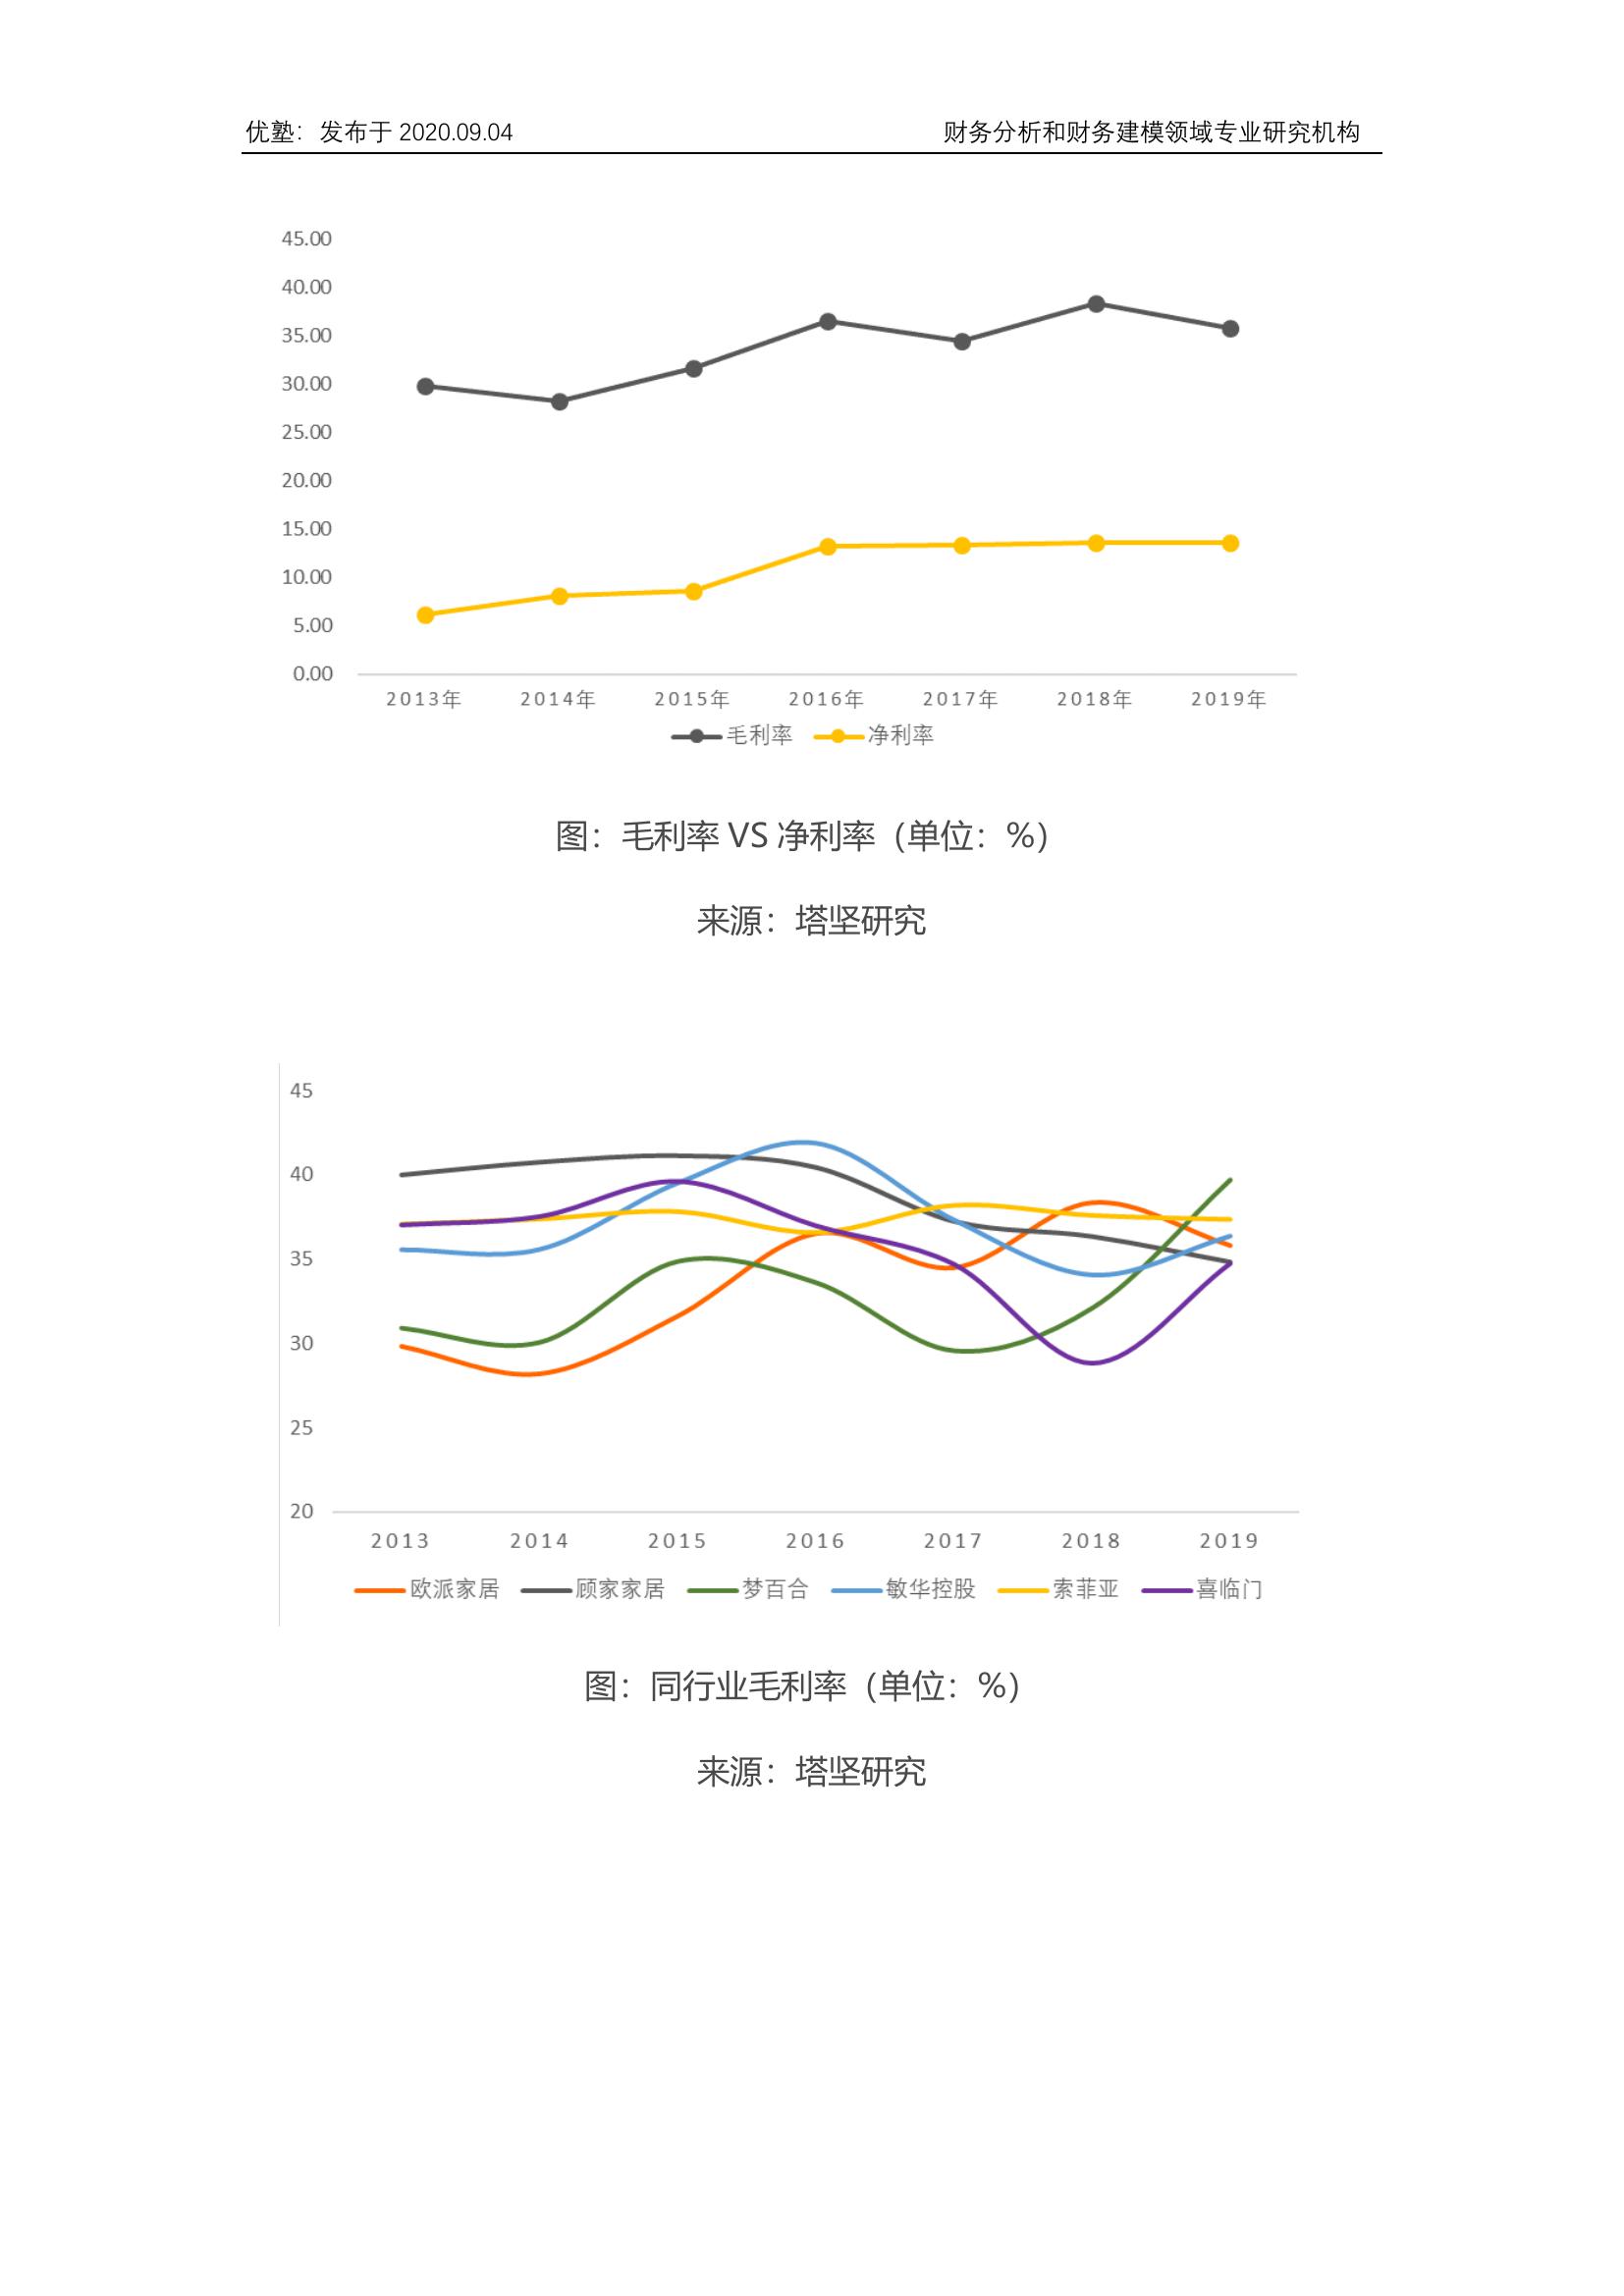 优塾：发布于 2020.09.04 财务分析和财务建模领域专业研究机构
45.00
40.00
35.00
30.00
25.00
20.00
15.00
10.00
5.00
0.00
2013年 2014年 2015年 2016年 2017年 2018年 2019年
毛利率 净利率
图：毛利率 VS 净利率（单位：%）
来源：塔坚研究
45
40
35
30
25
20
2013 2014 2015 2016 2017 2018 2019
欧派家居 顾家家居 梦百合 敏华控股 索菲亚 喜临门
图：同行业毛利率（单位：%）
来源：塔坚研究